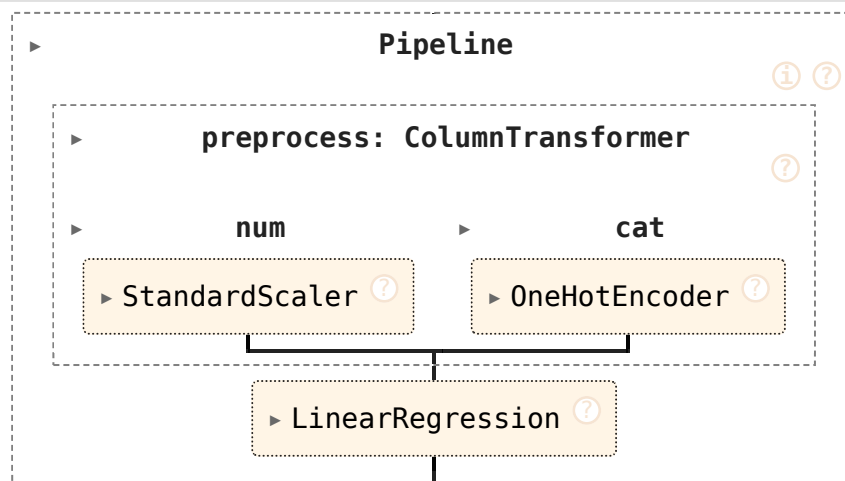 Pipeline
i ?
preprocess: ColumnTransformer
?
num cat
StandardScaler ? OneHotEncoder ?
LinearRegression ?